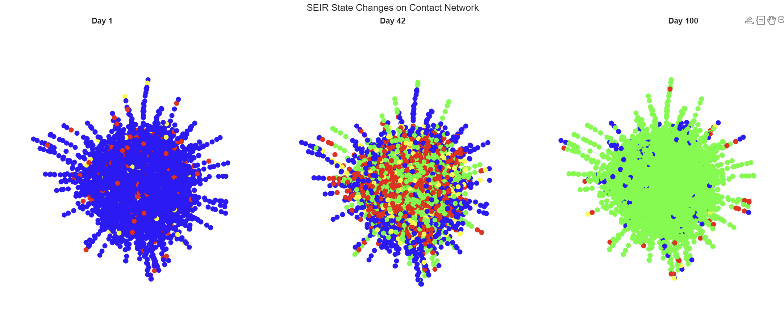 SEIR State Changes on Contact Network
Day 1
Day 42
Day 100